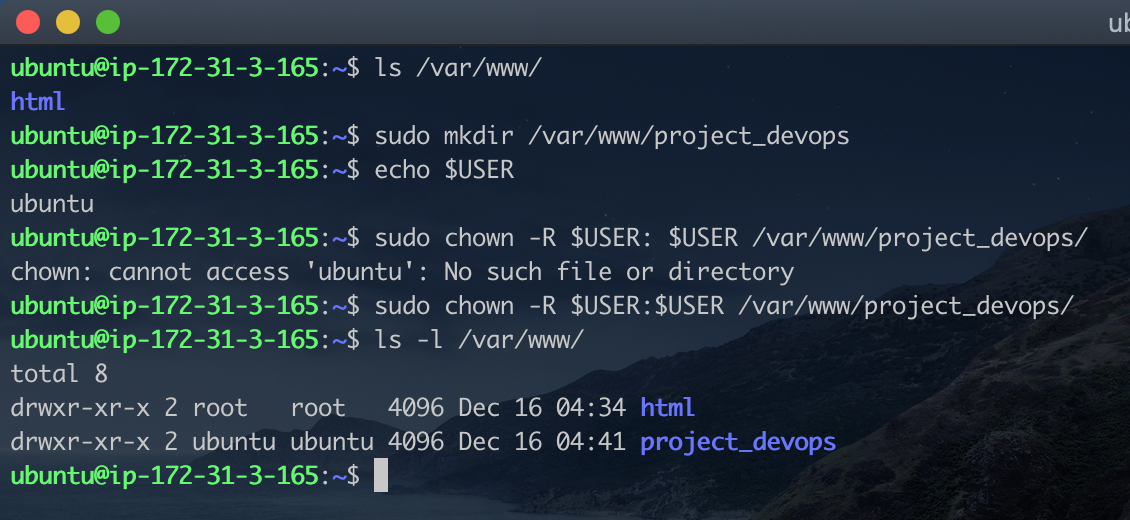 ub
ubuntu@ip-172-31-3-165:~$ ls /var/www/
html
ubuntu@ip-172-31-3-165:~$ sudo mkdir /var/www/project_devops
ubuntu@ip-172-31-3-165:~$ echo $USER
ubuntu
ubuntu@ip-172-31-3-165:~$ sudo chown -R $USER: $USER /var/www/project_devops/
chown: cannot access 'ubuntu': No such file or directory
ubuntu@ip-172-31-3-165:~$ sudo chown -R $USER:$USER /var/www/project_devops/
ubuntu@ip-172-31-3-165:~$ ls -l /var/www/
total 8
drwxr-xr-x 2 root   root   4096 Dec 16 04:34 html
drwxr-xr-x 2 ubuntu ubuntu 4096 Dec 16 04:41 project_devops
ubuntu@ip-172-31-3-165:~$